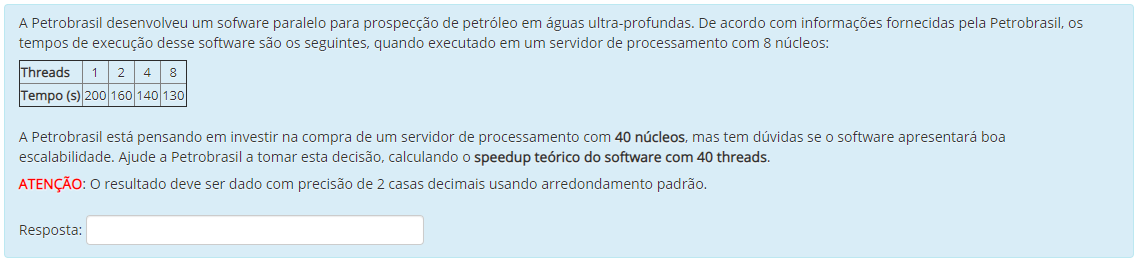 A Petrobrasil desenvolveu um sofware paralelo para prospecção de petróleo em águas ultra-profundas. De acordo com informações fornecidas pela Petrobrasil, os
tempos de execução desse software são os seguintes, quando executado em um servidor de processamento com 8 núcleos:
Threads 1 2 4 8
Tempo (s) 200 160 140 130
A Petrobrasil está pensando em investir na compra de um servidor de processamento com 40 núcleos, mas tem dúvidas se o software apresentará boa
escalabilidade. Ajude a Petrobrasil a tomar esta decisão, calculando o speedup teórico do software com 40 threads.
ATENÇÃO: O resultado deve ser dado com precisão de 2 casas decimais usando arredondamento padrão.
Resposta: